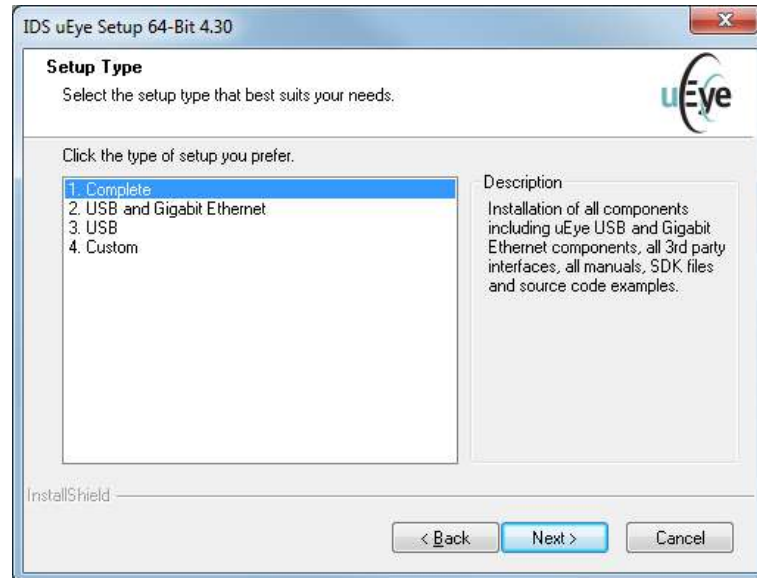 IDS uEye Setup 64-Bit 4.30
Setup Type
Select the setup type that best suits your needs.
uEye
Click the type of setup you prefer.
1. Complete
2. USB and Gigabit Ethernet
3. USB
4. Custom
Description
Installation of all components
including uEye USB and Gigabit
Ethernet components, all 3rd party
interfaces, all manuals, SDK files
and source code examples.
InstallShield
< Back
Next >
Cancel